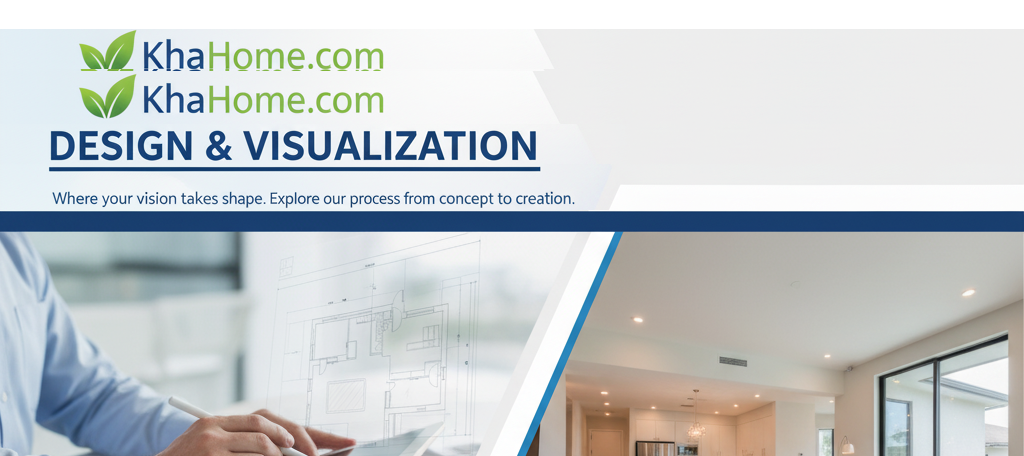 KhaHome.com
KhaHome.com
DESIGN & VISUALIZATION
Where your vision takes shape. Explore our process from concept to creation.